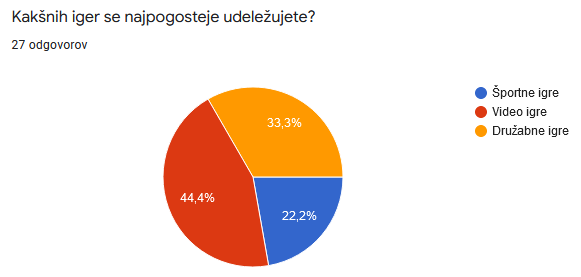 Kakšnih iger se najpogosteje udeležujete?
27 odgovorov
Športne igre
Video igre
Družabne igre
33,3%
44,4%
22,2%